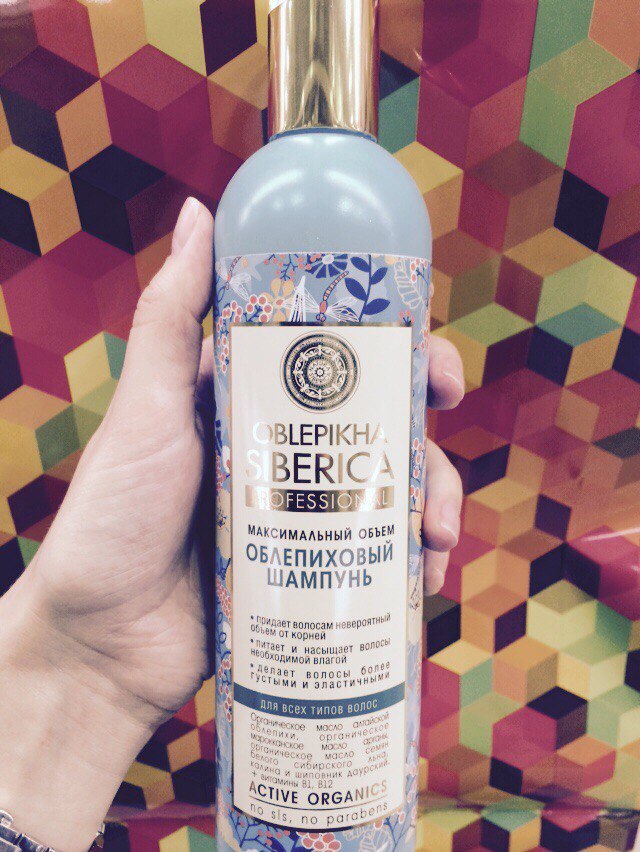 OBLEPIKHA
SIBERICA
PROFESSIONAL
МАКСИМАЛЬНЫЙ ОБЪЕМ
ОБЛЕПИХОВЫЙ
ШАМПУНЬ
• придает волосам невероятный
объем от корней
• питает и насыщает волосы
необходимой влагой
• делает волосы более
густыми и эластичными
для всех типов волос
Органическое масло алтайской
облепихи, органическое
марокканское масло арганы,
органическое масло семян
белого сибирского льна,
калина и шиповник даурский,
+ витамины B1, B12
ACTIVE ORGANICS
no sls, no parabens